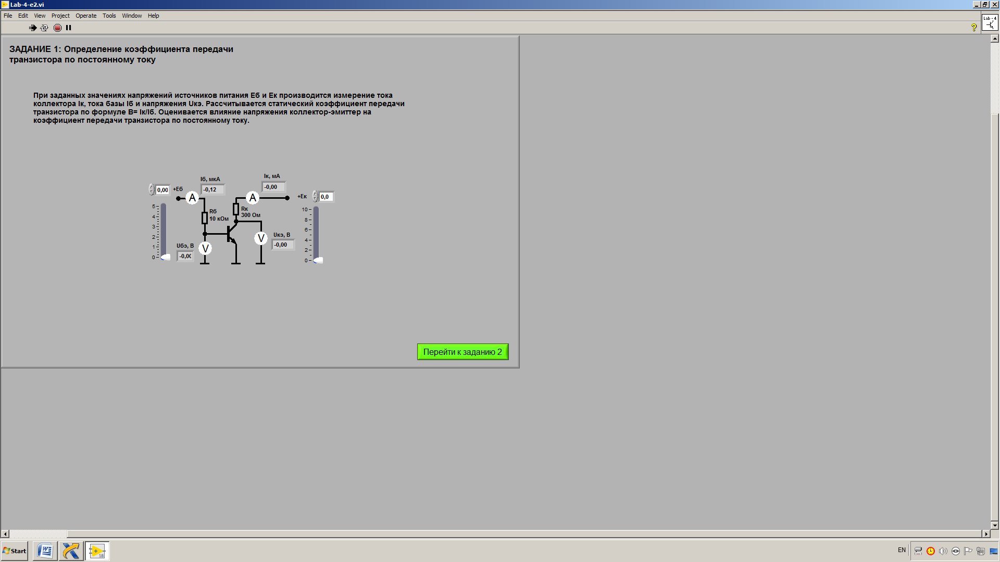 Lab-4-e2.vi
File Edit View Project Operate Tools Window Help
Lab - 4
ЗАДАНИЕ 1: Определение коэффициента передачи
транзистора по постоянному току
При заданных значениях напряжений источников питания Еб и Ек производится измерение тока
коллектора Iк, тока базы Iб и напряжения Uкэ. Рассчитывается статический коэффициент передачи
транзистора по формуле В= Iк/Iб. Оценивается влияние напряжения коллектор-эмиттер на
коэффициент передачи транзистора по постоянному току.
Iк, мА
-0,00
Iб, мкА
-0,12
0,00
+Еб
A
A
+Ек
0,0
5
4
3
2
1
0
Rб
10 кОм
Rк
300 Ом
10
8
6
4
2
0
Uбэ, В
-0,00
V
V
Uкэ, В
-0,00
Перейти к заданию 2
Start
18
EN